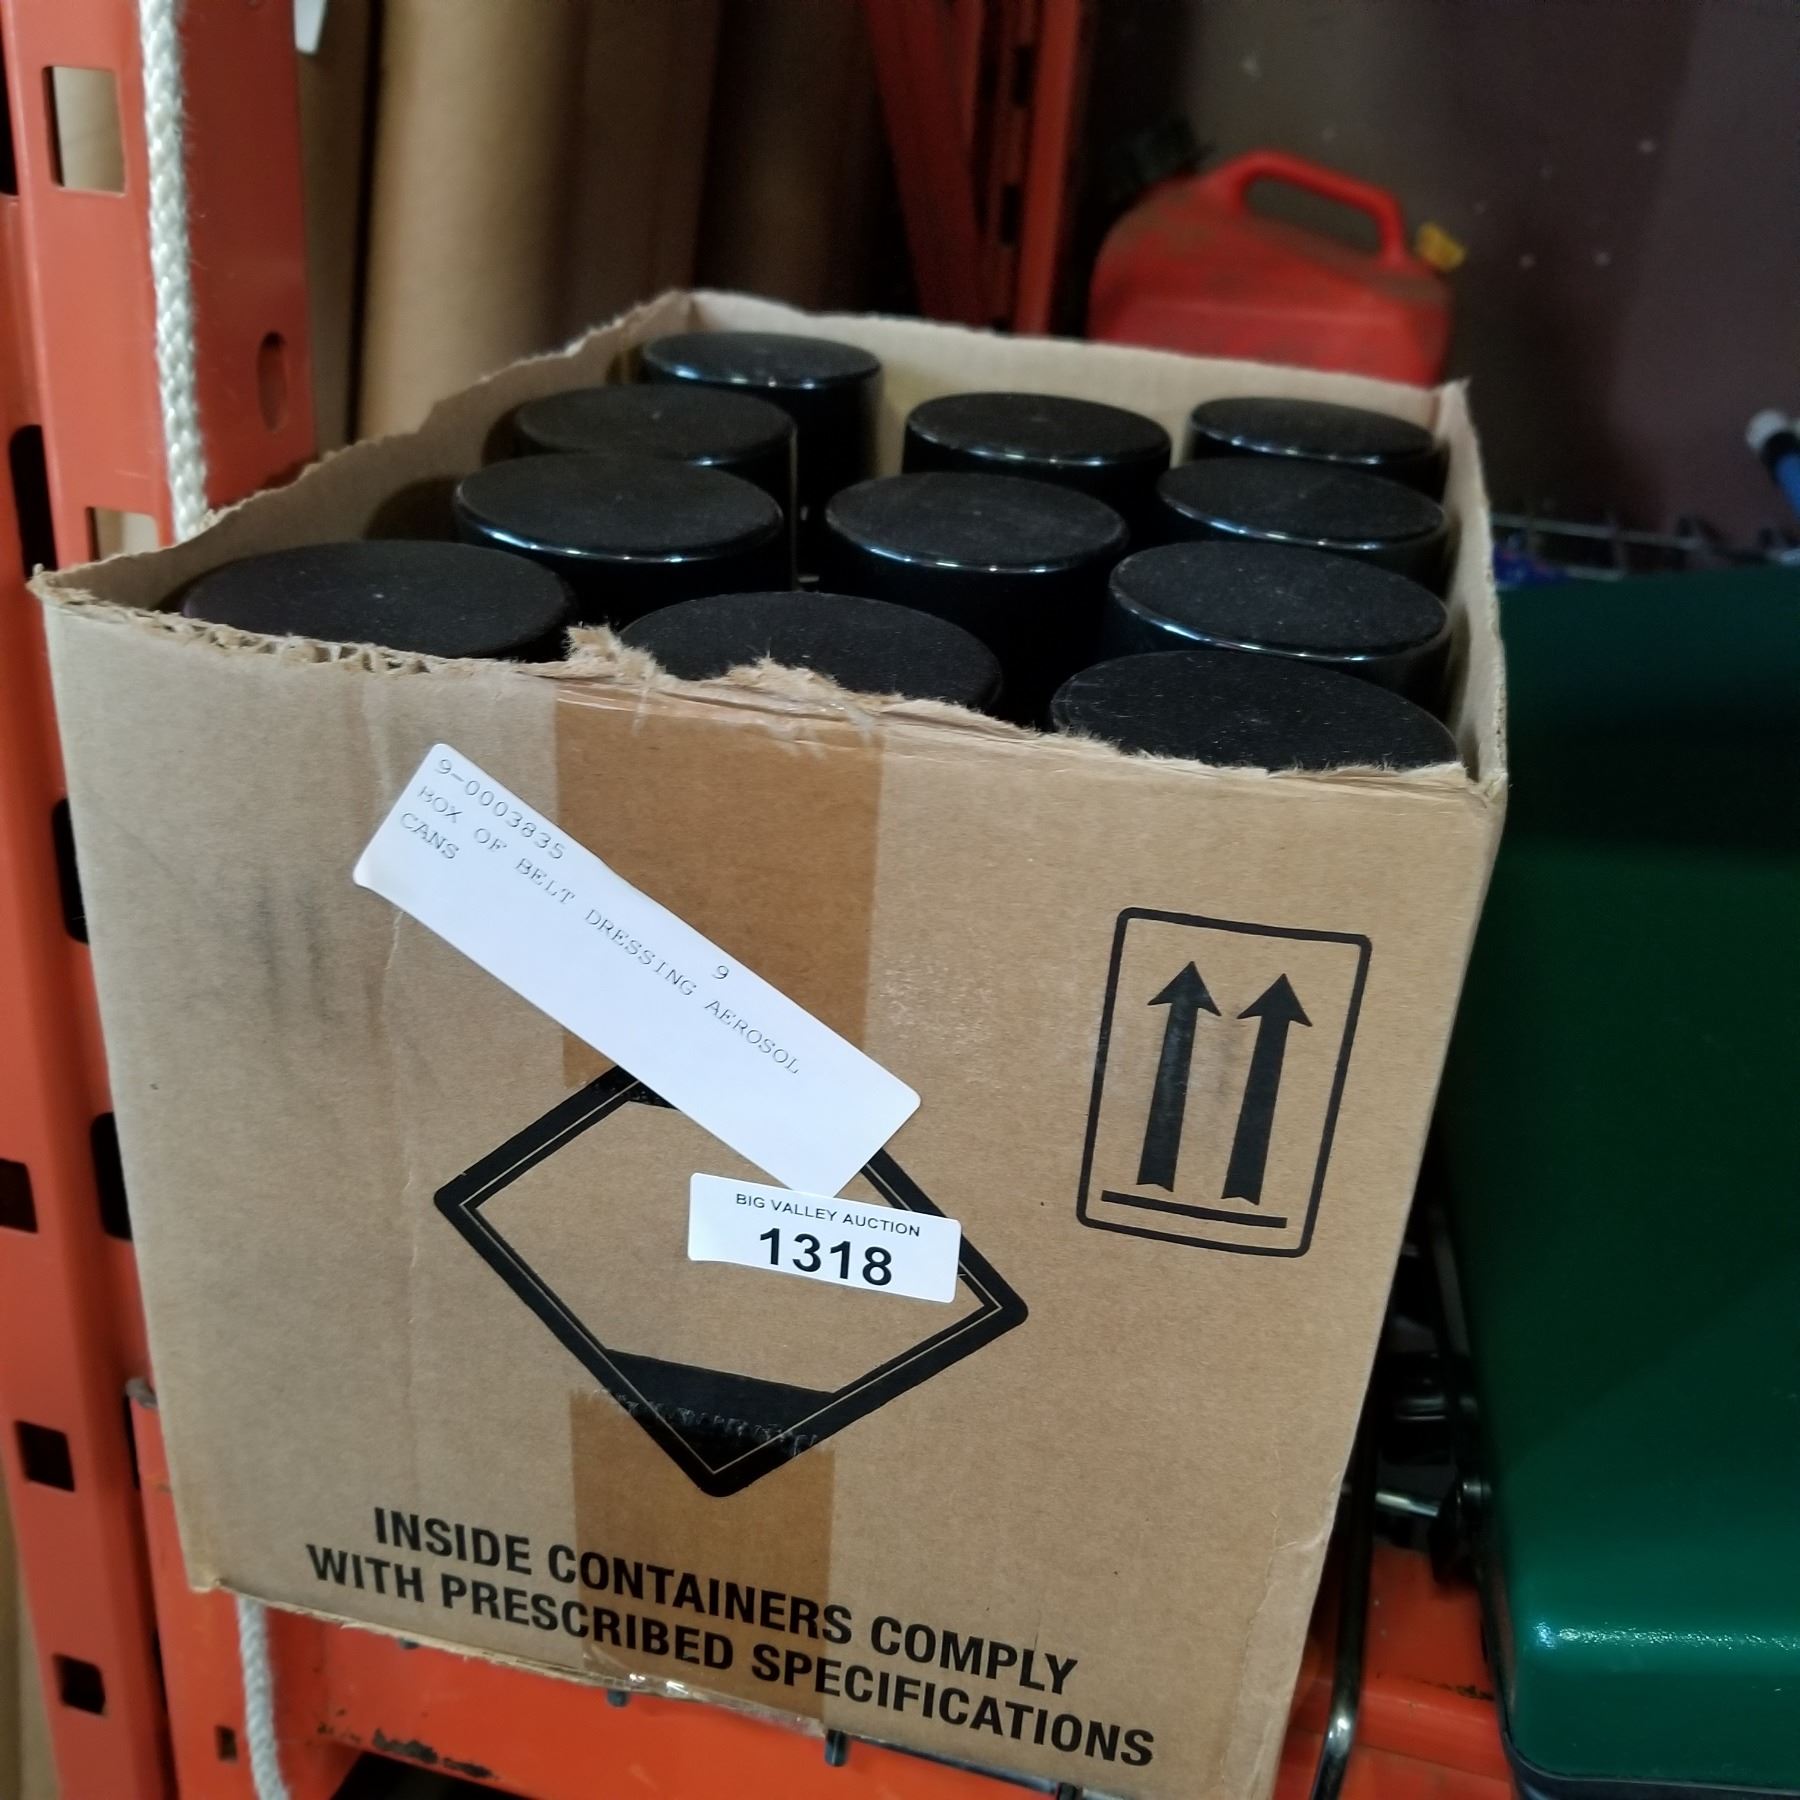 9-0003835
9
BOX OF BELT DRESSING AEROSOL
CANS
BIG VALLEY AUCTION
1318
INSIDE CONTAINERS COMPLY
WITH PRESCRIBED SPECIFICATIONS